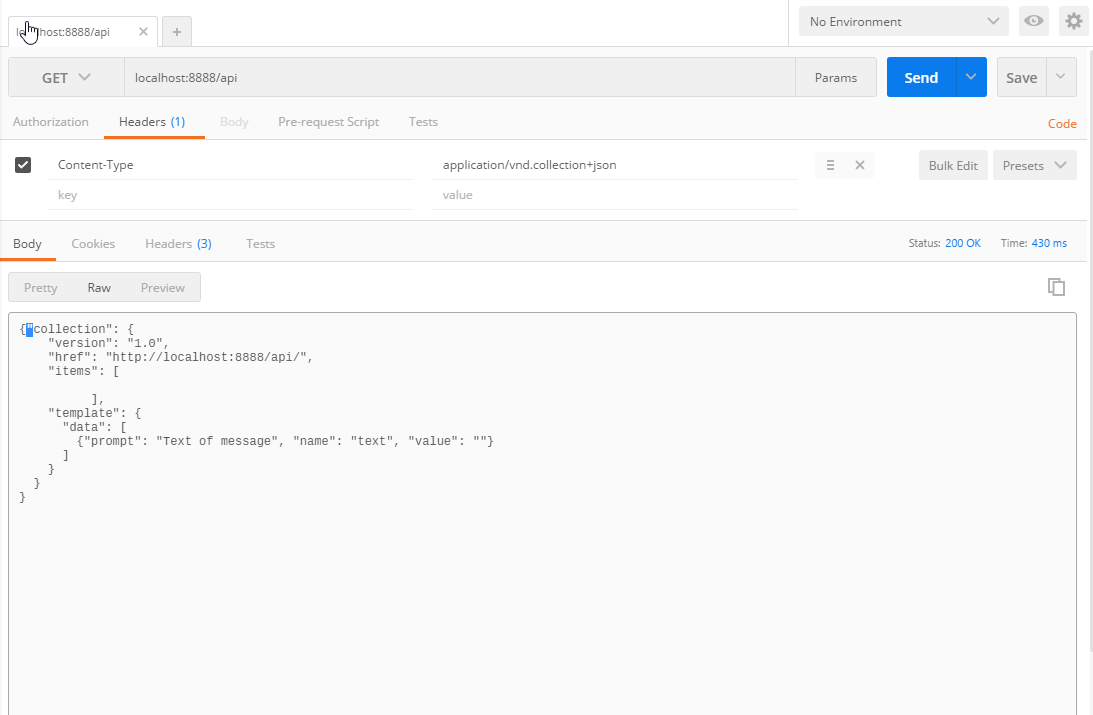 localhost:8888/api
No Environment
GET localhost:8888/api Params Send Save
Authorization Headers (1) Body Pre-request Script Tests Code
Content-Type application/vnd.collection+json Bulk Edit Presets
key value
Body Cookies Headers (3) Tests Status: 200 OK Time: 430 ms
Pretty Raw Preview
{"collection": {
    "version": "1.0",
    "href": "http://localhost:8888/api/",
    "items": [
          ],
    "template": {
      "data": [
        {"prompt": "Text of message", "name": "text", "value": ""}
      ]
    }
  }
}